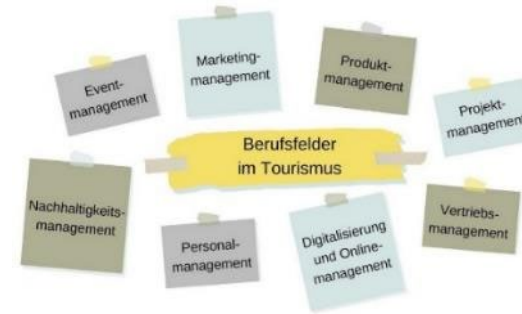 Marketing-
management
Produkt-
management
Event-
management
Projekt-
management
Berufsfelder
im Tourismus
Nachhaltigkeits-
management
Personal-
management
Digitalisierung
und Online-
management
Vertriebs-
management